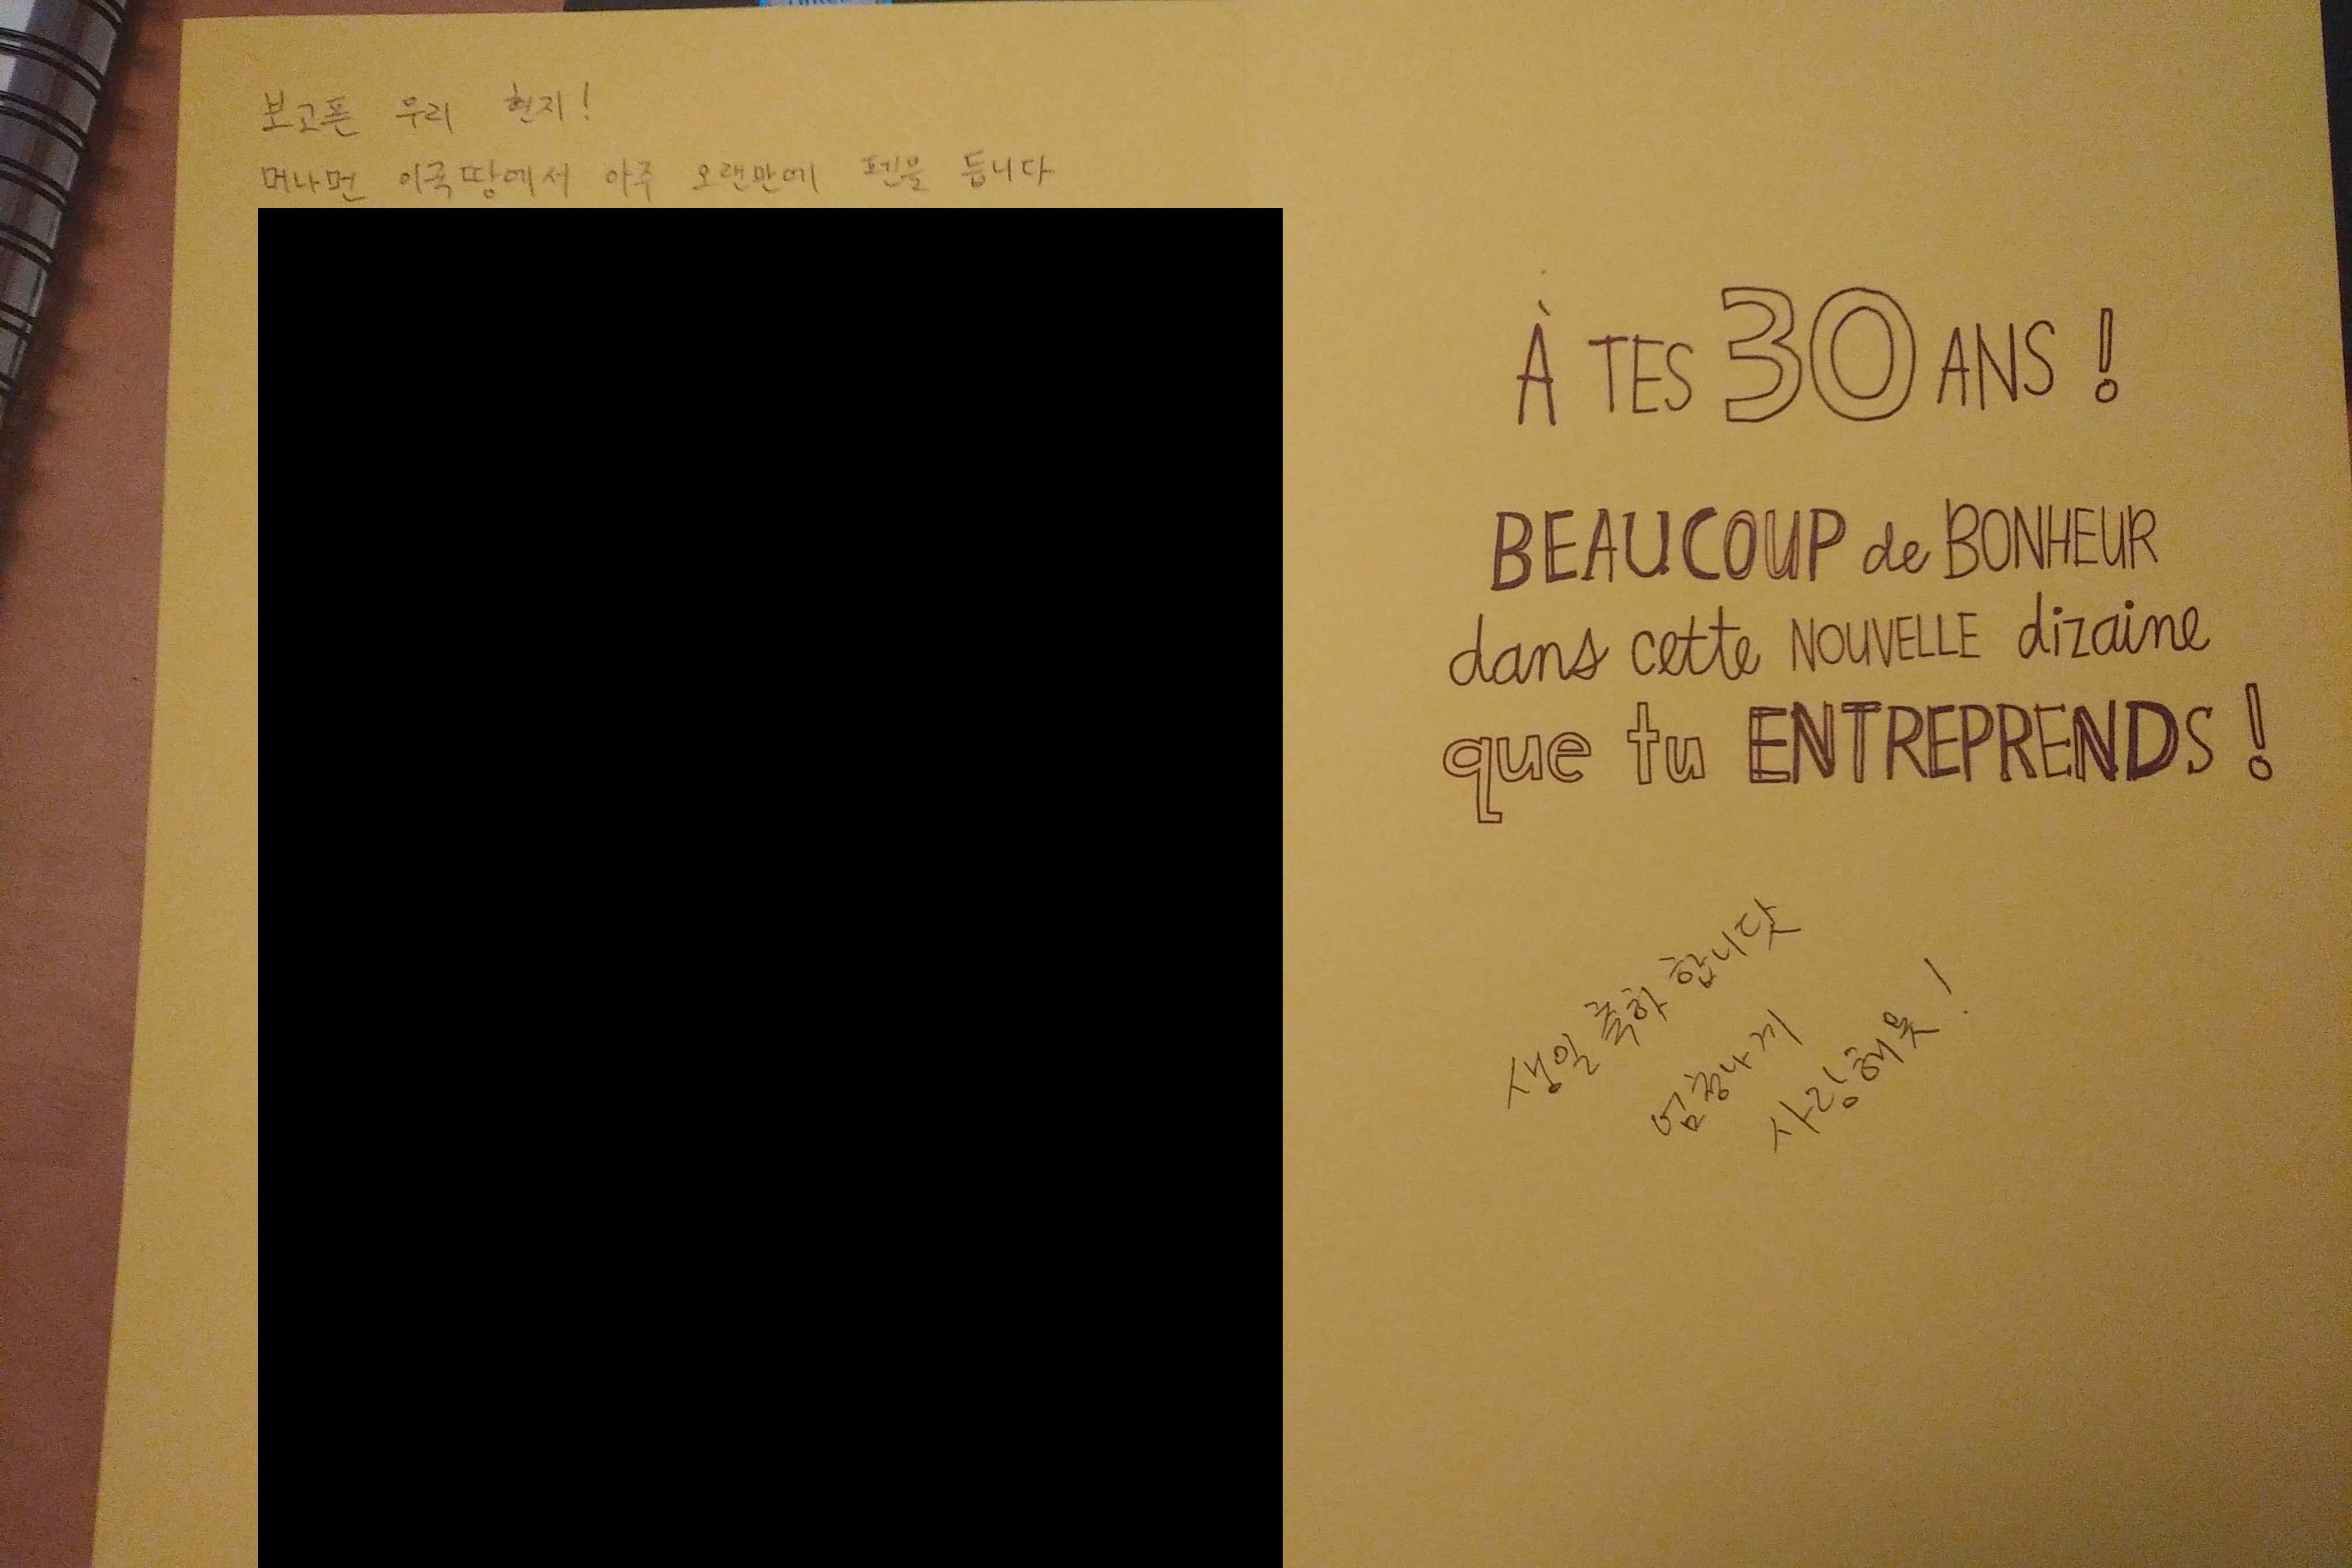 보고픈 우리 현지!
머나먼 이국땅에서 아주 오랜만에 펜을 듭니다
À TES 30 ANS !
BEAUCOUP de BONHEUR
dans cette NOUVELLE dizaine
que tu ENTREPRENDS !
생일 축하 합니닷
엄청나게
사랑해욧!